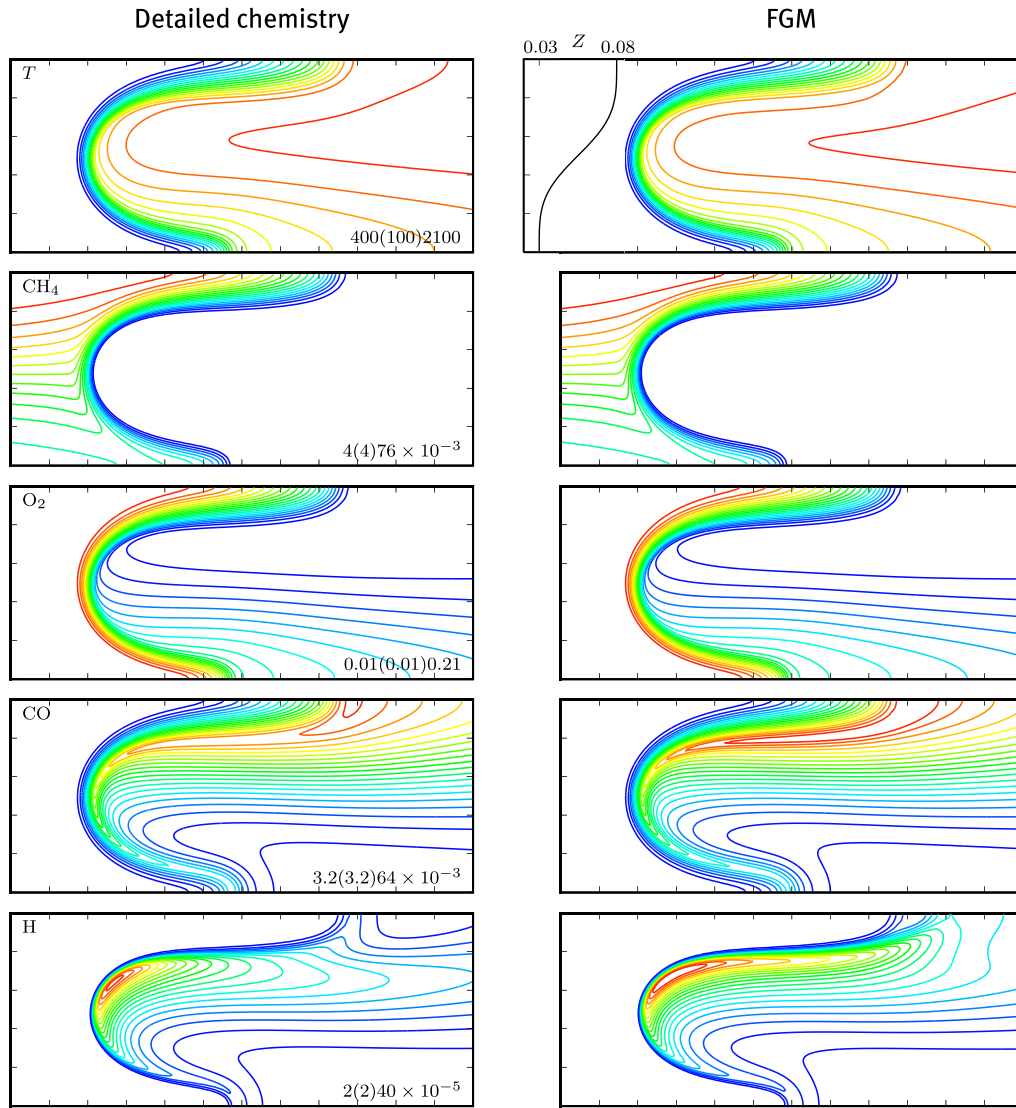 Detailed chemistry
FGM
0.03 Z 0.08
T
400(100)2100
CH₄
4(4)76 × 10⁻³
O₂
0.01(0.01)0.21
CO
3.2(3.2)64 × 10⁻³
H
2(2)40 × 10⁻⁵